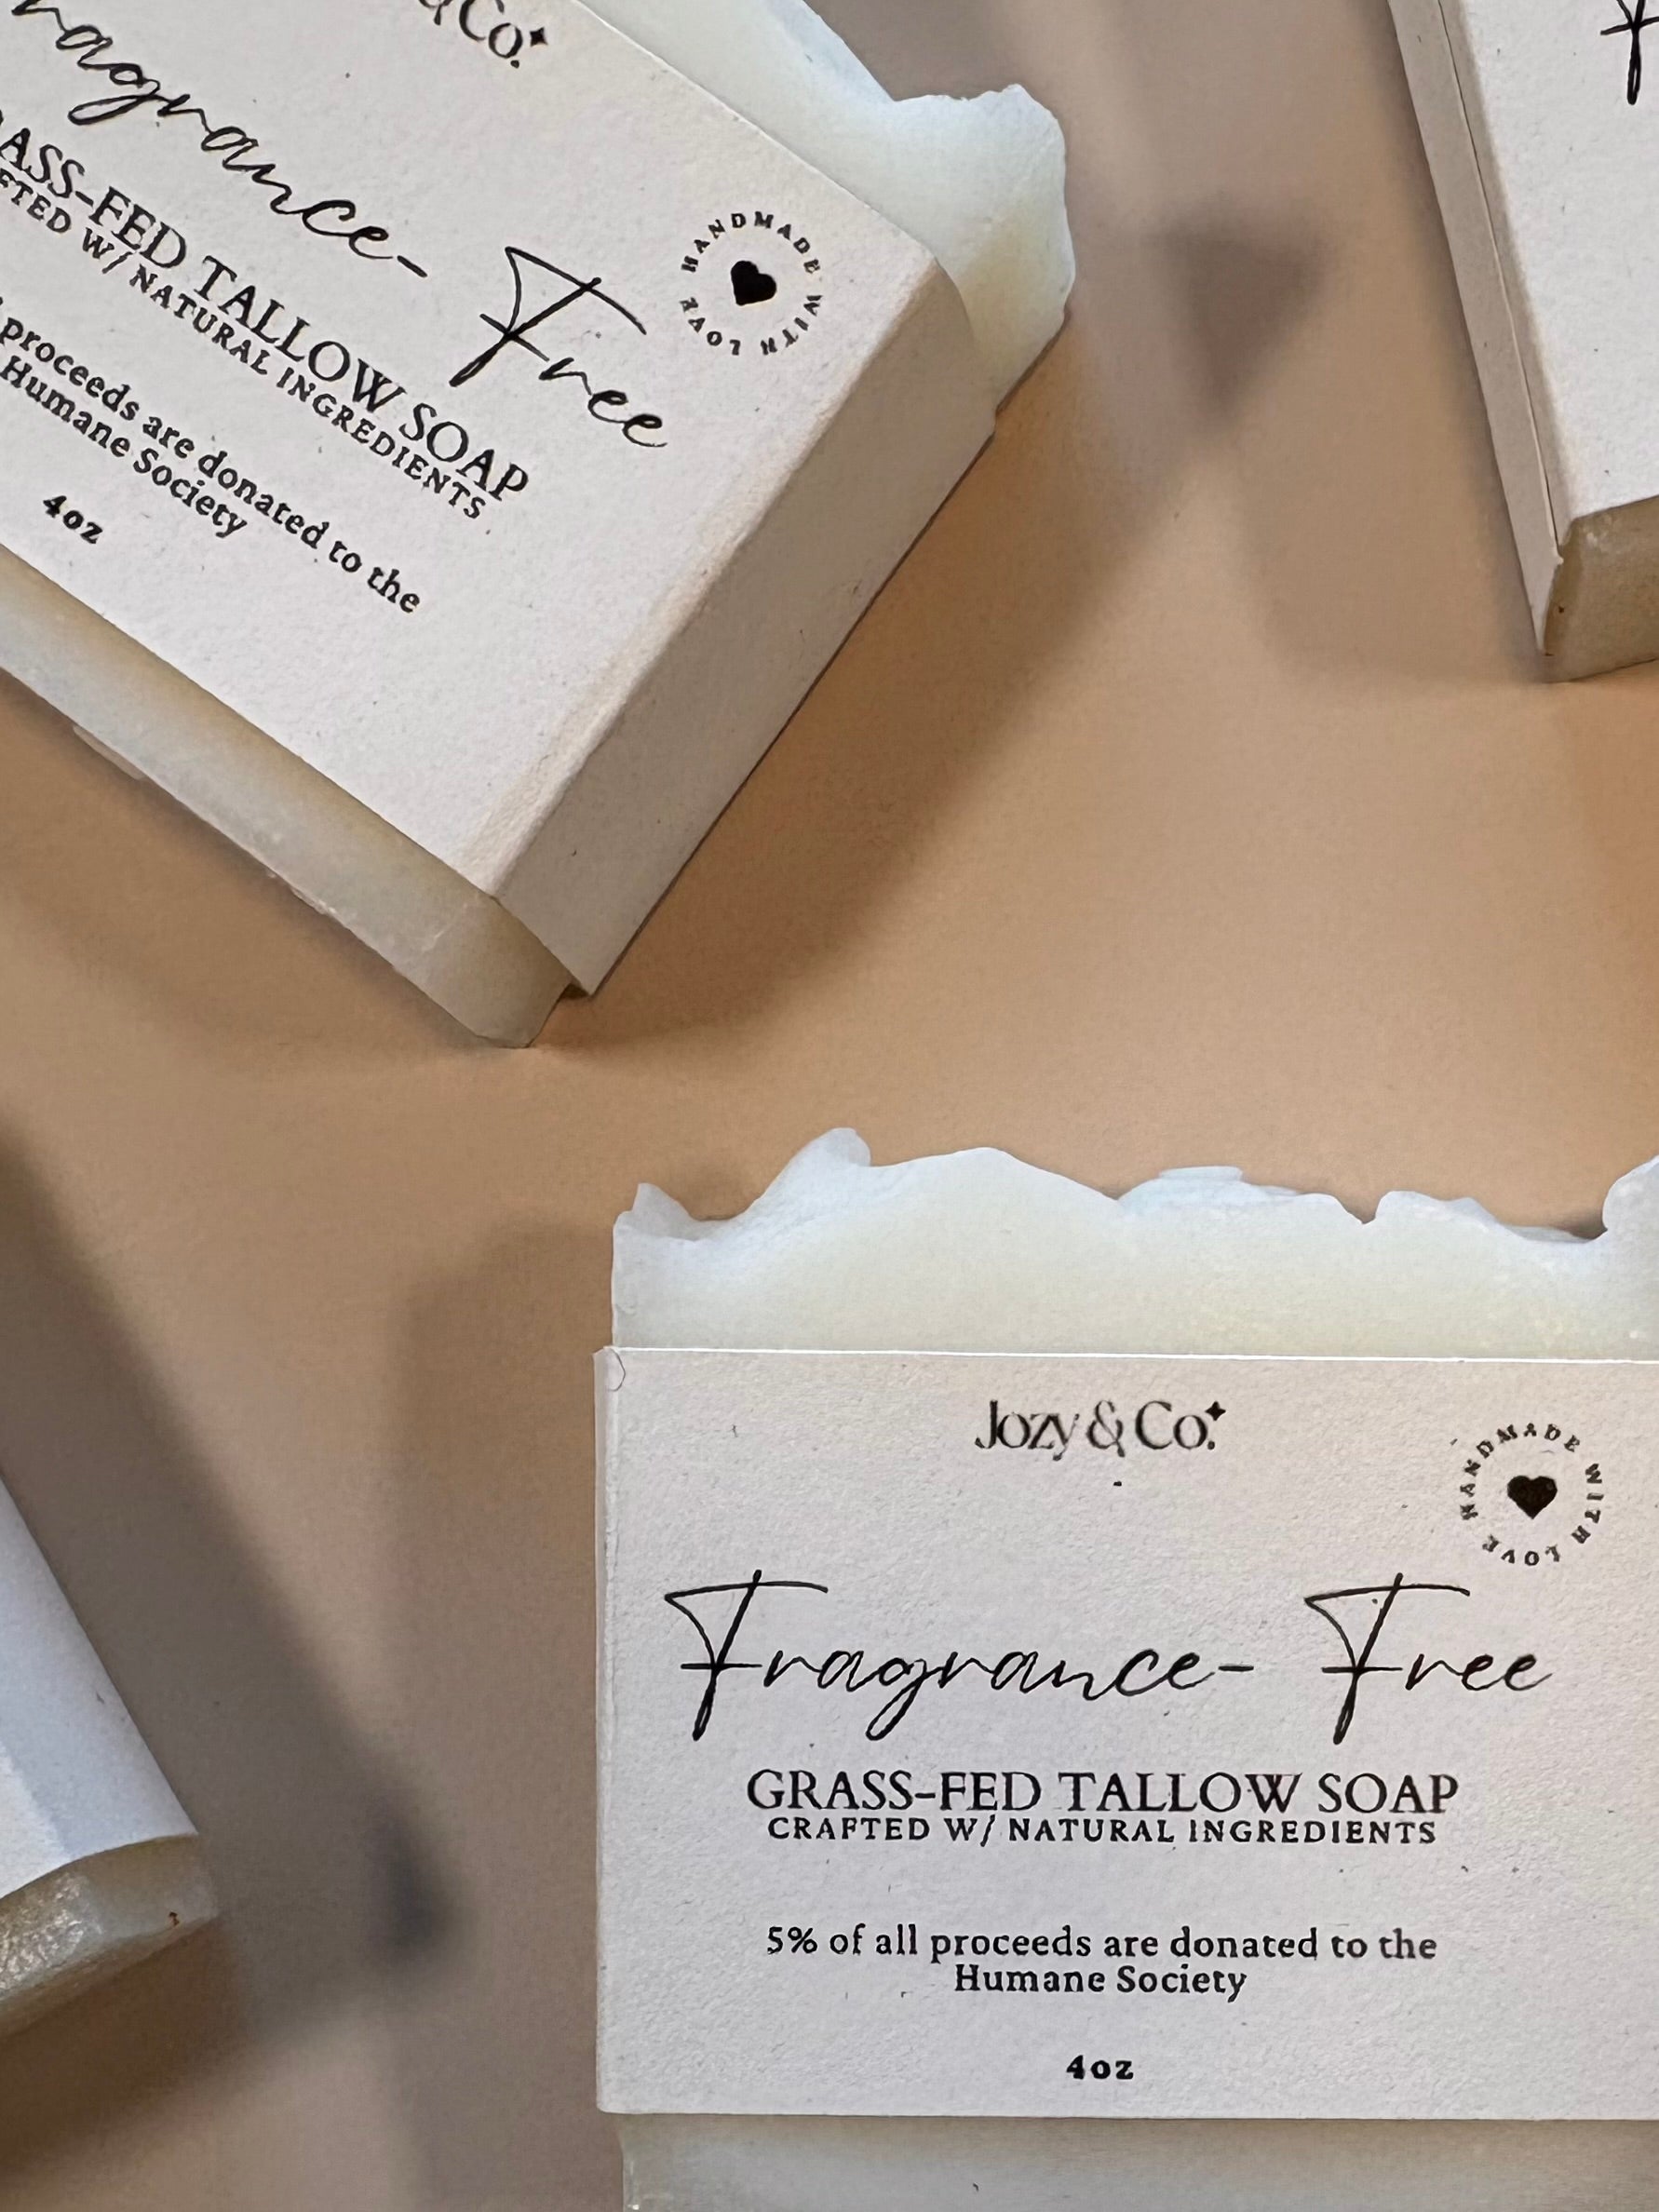 & Co.
ragrance- Free
HANDMADE WITH LOVE
ASS-FED TALLOW SOAP
FTED W/ NATURAL INGREDIENTS
proceeds are donated to the
Humane Society
4oz
F
Jozy & Co.
HANDMADE WITH LOVE
Fragrance- Free
GRASS-FED TALLOW SOAP
CRAFTED W/ NATURAL INGREDIENTS
5% of all proceeds are donated to the
Humane Society
4oz